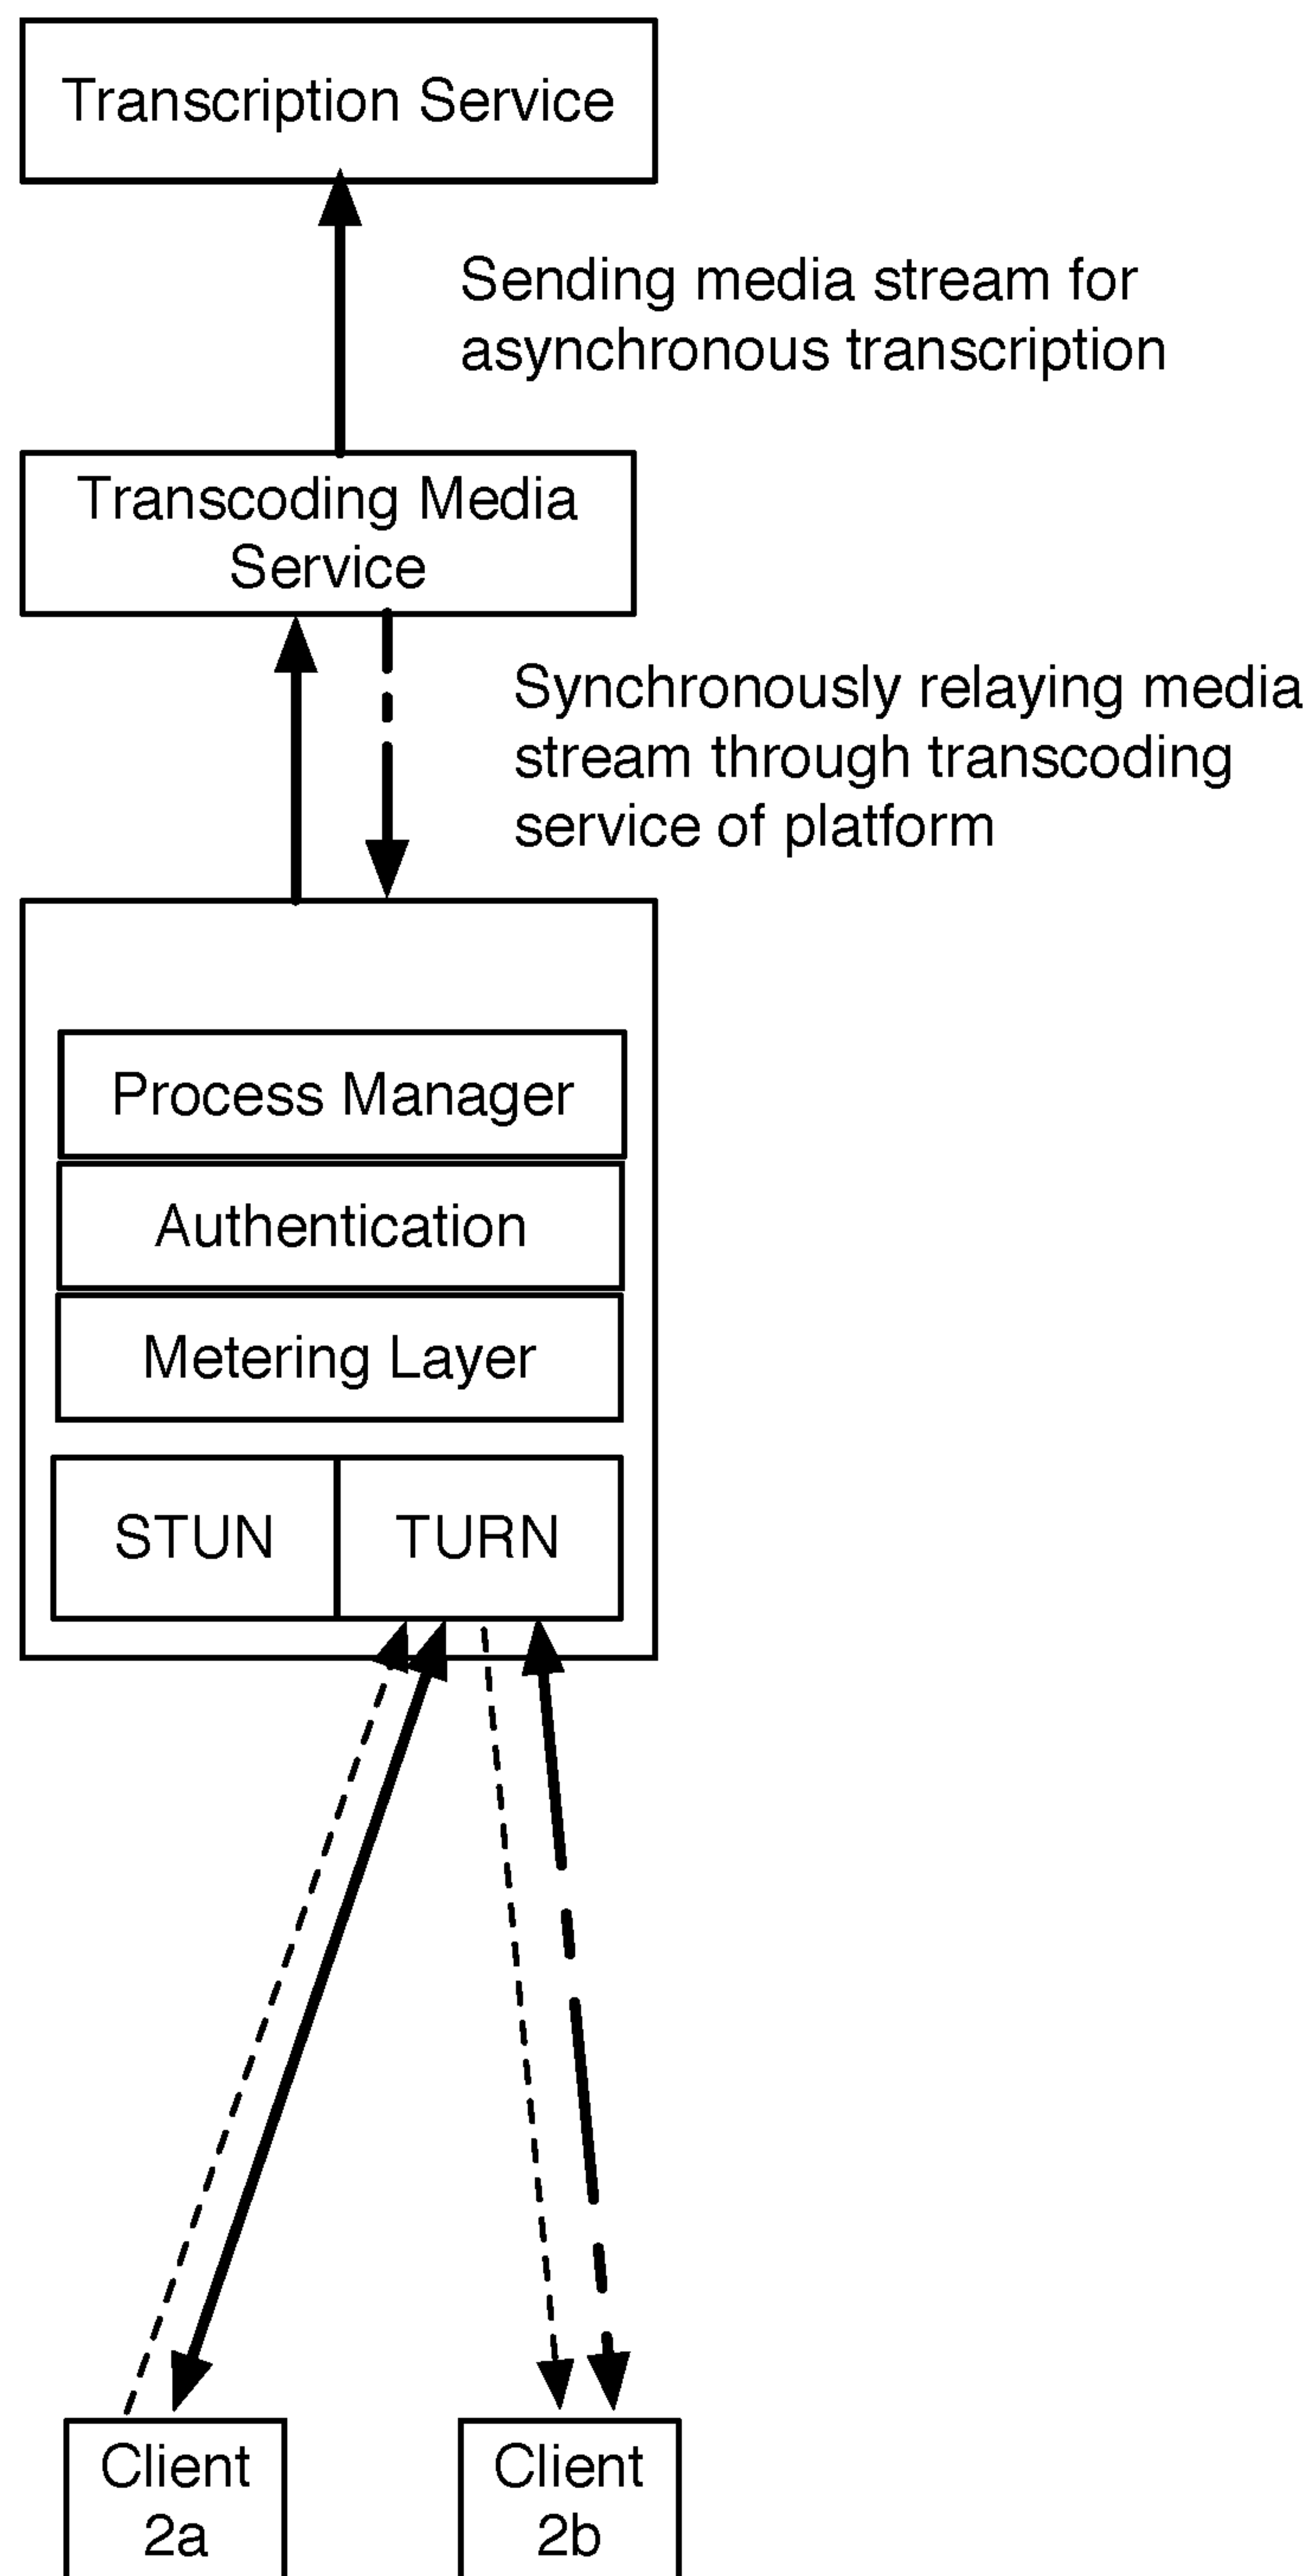 Transcription Service
Sending media stream for
asynchronous transcription
Transcoding Media
Service
Synchronously relaying media
stream through transcoding
service of platform
Process Manager
Authentication
Metering Layer
STUN
TURN
Client
2a
Client
2b